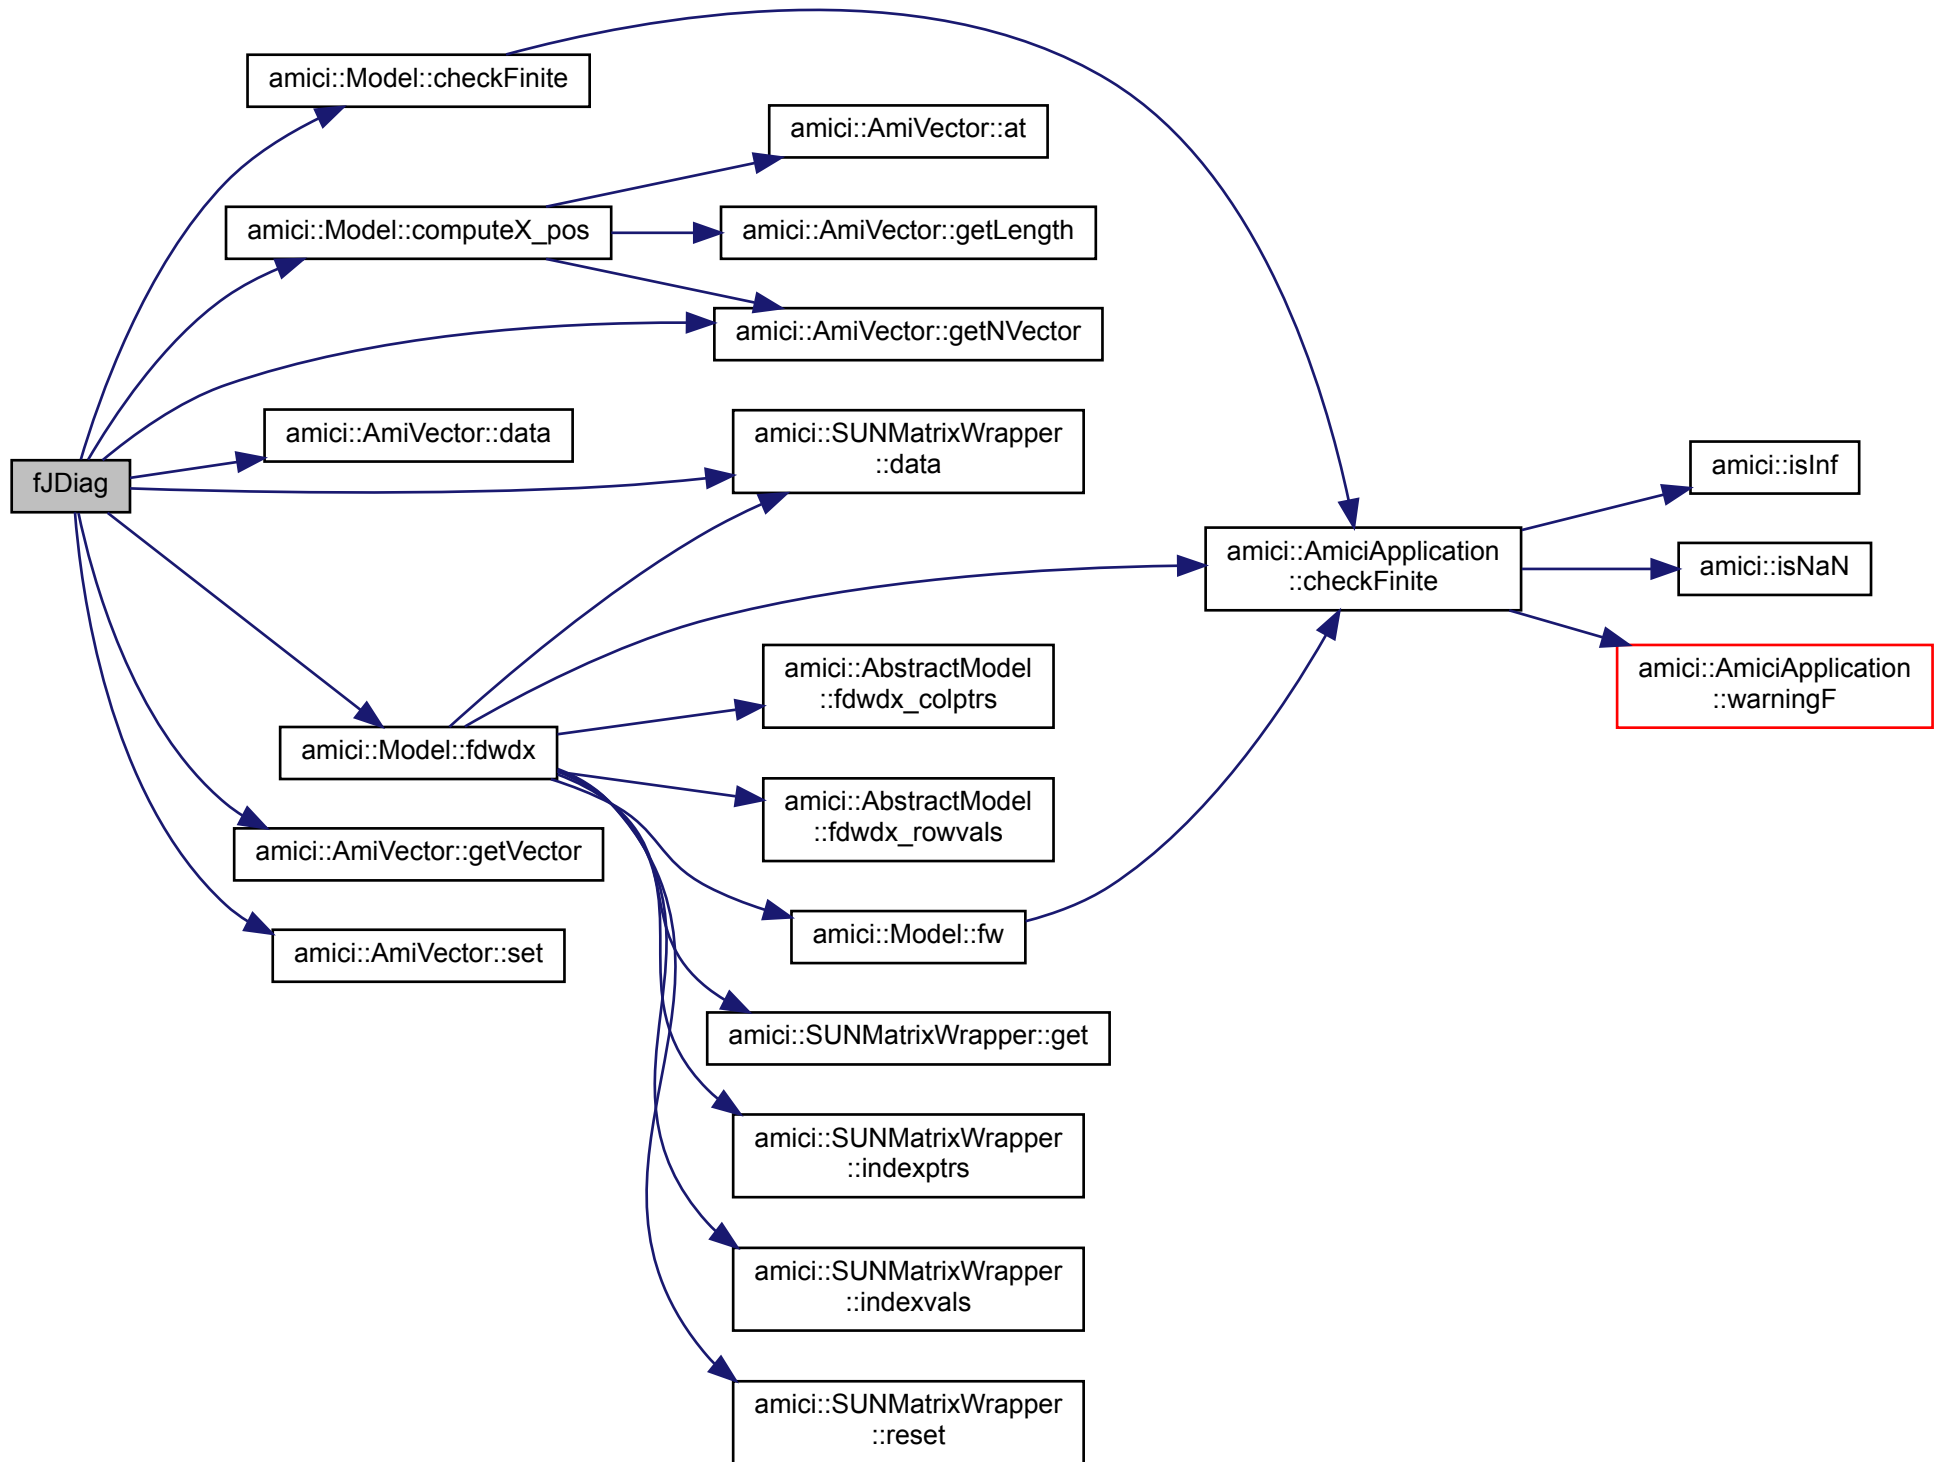 fJDiag
amici::Model::checkFinite
amici::Model::computeX_pos
amici::AmiVector::data
amici::Model::fdwdx
amici::AmiVector::getVector
amici::AmiVector::set
amici::AmiVector::at
amici::AmiVector::getLength
amici::AmiVector::getNVector
amici::SUNMatrixWrapper
::data
amici::AbstractModel
::fdwdx_colptrs
amici::AbstractModel
::fdwdx_rowvals
amici::Model::fw
amici::SUNMatrixWrapper::get
amici::SUNMatrixWrapper
::indexptrs
amici::SUNMatrixWrapper
::indexvals
amici::SUNMatrixWrapper
::reset
amici::AmiciApplication
::checkFinite
amici::isInf
amici::isNaN
amici::AmiciApplication
::warningF